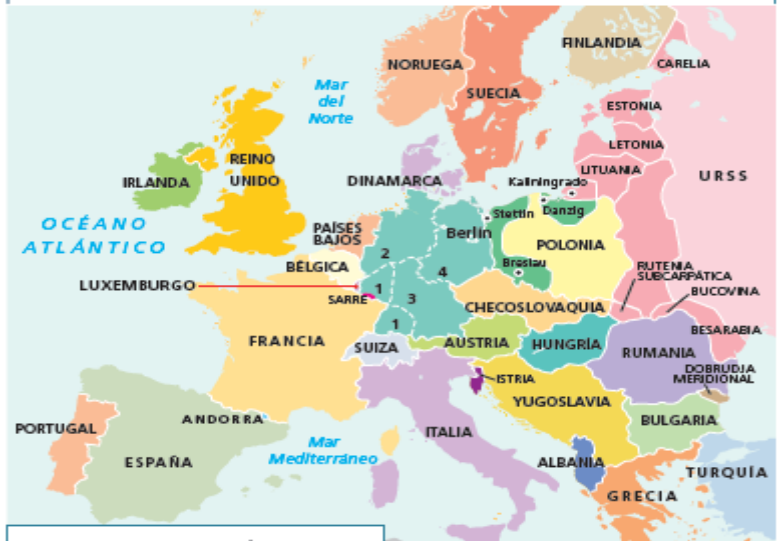 FINLANDIA
NORUEGA
CARELIA
Mar
del
Norte
SUECIA
ESTONIA
LETONIA
REINO
UNIDO
LITUANIA
URSS
IRLANDA
DINAMARCA
Kaliningrado
Stettin
Danzig
OCÉANO
ATLÁNTICO
PAÍSES
BAJOS
Berlín
POLONIA
2
BÉLGICA
Breslau
4
RUTENIA
SUBCARPÁTICA
LUXEMBURGO
1
SARRE
3
BUCOVINA
CHECOSLOVAQUIA
1
BESARABIA
FRANCIA
SUIZA
AUSTRIA
HUNGRÍA
RUMANIA
DOBRUDJA
MERIDIONAL
ISTRIA
YUGOSLAVIA
PORTUGAL
ANDORRA
ITALIA
BULGARIA
Mar
Mediterráneo
ESPAÑA
ALBANIA
TURQUÍA
GRECIA